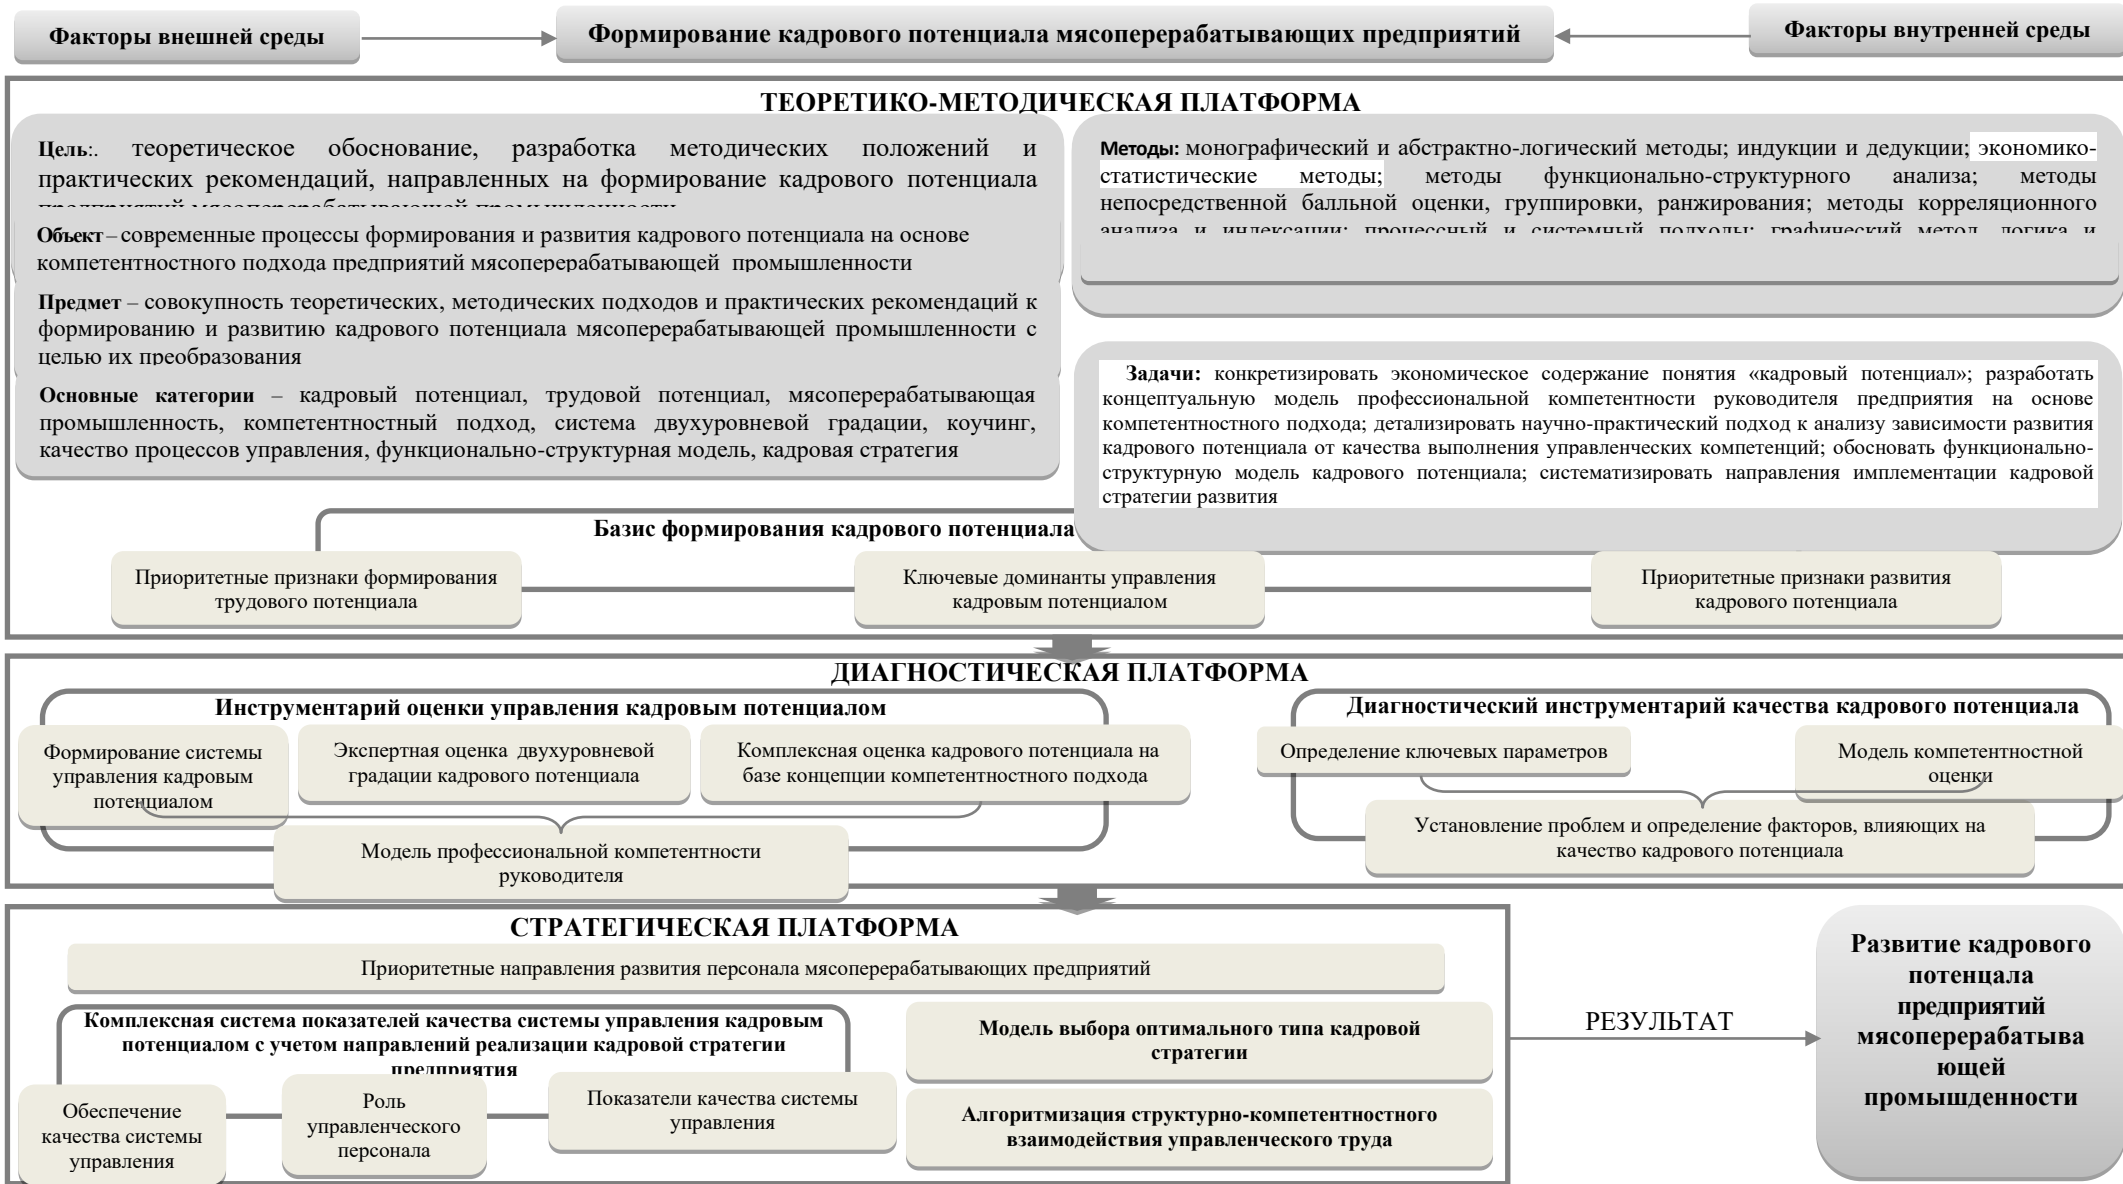 Факторы внешней среды
Формирование кадрового потенциала мясоперерабатывающих предприятий
Факторы внутренней среды
ТЕОРЕТИКО-МЕТОДИЧЕСКАЯ ПЛАТФОРМА
Цель:. теоретическое обоснование, разработка методических положений и
практических рекомендаций, направленных на формирование кадрового потенциала
предприятий мясоперерабатывающей промышленности
Объект – современные процессы формирования и развития кадрового потенциала на основе
компетентностного подхода предприятий мясоперерабатывающей промышленности
Предмет – совокупность теоретических, методических подходов и практических рекомендаций к
формированию и развитию кадрового потенциала мясоперерабатывающей промышленности с
целью их преобразования
Основные категории – кадровый потенциал, трудовой потенциал, мясоперерабатывающая
промышленность, компетентностный подход, система двухуровневой градации, коучинг,
качество процессов управления, функционально-структурная модель, кадровая стратегия
Методы: монографический и абстрактно-логический методы; индукции и дедукции; экономико-
статистические методы; методы функционально-структурного анализа; методы
непосредственной балльной оценки, группировки, ранжирования; методы корреляционного
анализа и индексации; процессный и системный подходы; графический метод, логика и
Задачи: конкретизировать экономическое содержание понятия «кадровый потенциал»; разработать
концептуальную модель профессиональной компетентности руководителя предприятия на основе
компетентностного подхода; детализировать научно-практический подход к анализу зависимости развития
кадрового потенциала от качества выполнения управленческих компетенций; обосновать функционально-
структурную модель кадрового потенциала; систематизировать направления имплементации кадровой
стратегии развития
Базис формирования кадрового потенциала
Приоритетные признаки формирования
трудового потенциала
Ключевые доминанты управления
кадровым потенциалом
Приоритетные признаки развития
кадрового потенциала
ДИАГНОСТИЧЕСКАЯ ПЛАТФОРМА
Инструментарий оценки управления кадровым потенциалом
Формирование системы
управления кадровым
потенциалом
Экспертная оценка двухуровневой
градации кадрового потенциала
Комплексная оценка кадрового потенциала на
базе концепции компетентностного подхода
Модель профессиональной компетентности
руководителя
Диагностический инструментарий качества кадрового потенциала
Определение ключевых параметров
Модель компетентностной
оценки
Установление проблем и определение факторов, влияющих на
качество кадрового потенциала
СТРАТЕГИЧЕСКАЯ ПЛАТФОРМА
Приоритетные направления развития персонала мясоперерабатывающих предприятий
Комплексная система показателей качества системы управления кадровым
потенциалом с учетом направлений реализации кадровой стратегии
предприятия
Обеспечение
качества системы
управления
Роль
управленческого
персонала
Показатели качества системы
управления
Модель выбора оптимального типа кадровой
стратегии
Алгоритмизация структурно-компетентностного
взаимодействия управленческого труда
РЕЗУЛЬТАТ
Развитие кадрового
потенцала
предприятий
мясоперерабатыва
ющей
промышденности